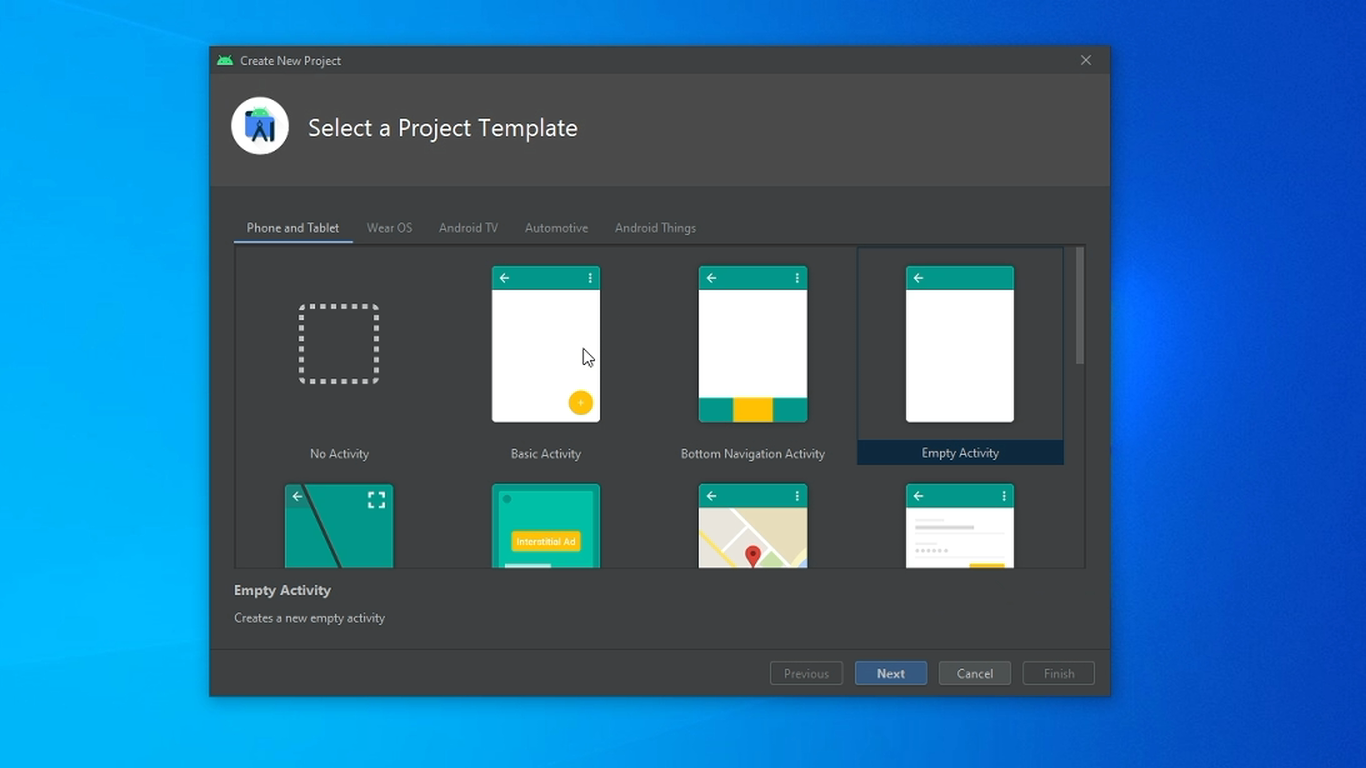 Create New Project
Select a Project Template
Phone and Tablet Wear OS Android TV Automotive Android Things
No Activity Basic Activity Bottom Navigation Activity Empty Activity
Interstitial Ad
Empty Activity
Creates a new empty activity
Previous Next Cancel Finish